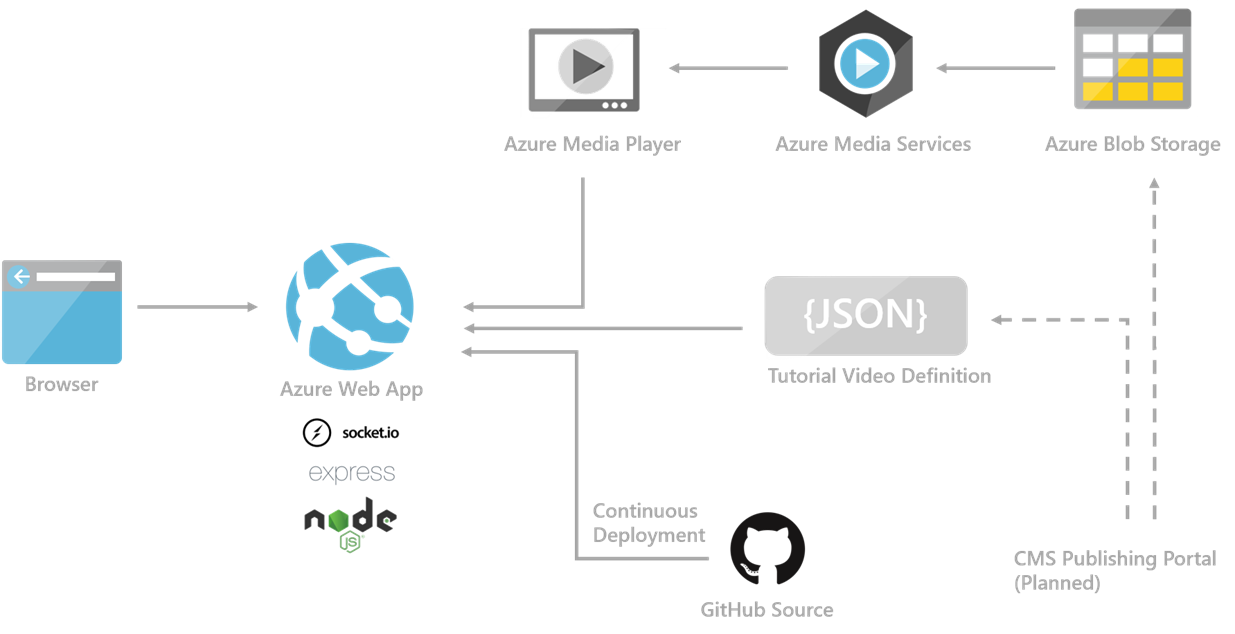 Azure Media Player
Azure Media Services
Azure Blob Storage
{JSON}
Browser
Azure Web App
Tutorial Video Definition
socket.io
express
node
JS
Continuous
Deployment
CMS Publishing Portal
(Planned)
GitHub Source